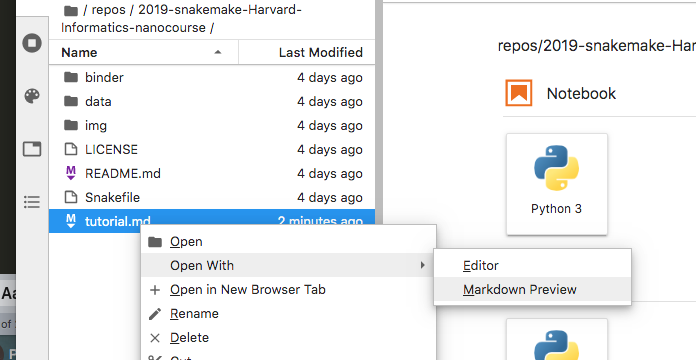 / repos / 2019-snakemake-Harvard-
Informatics-nanocourse /
Name Last Modified
binder 4 days ago
data 4 days ago
img 4 days ago
LICENSE 4 days ago
README.md 4 days ago
Snakefile 4 days ago
tutorial.md 2 minutes ago
Open
Open With
Open in New Browser Tab
Rename
Delete
Cut
Editor
Markdown Preview
repos/2019-snakemake-Har
Notebook
Python 3
Aa
of 1
P